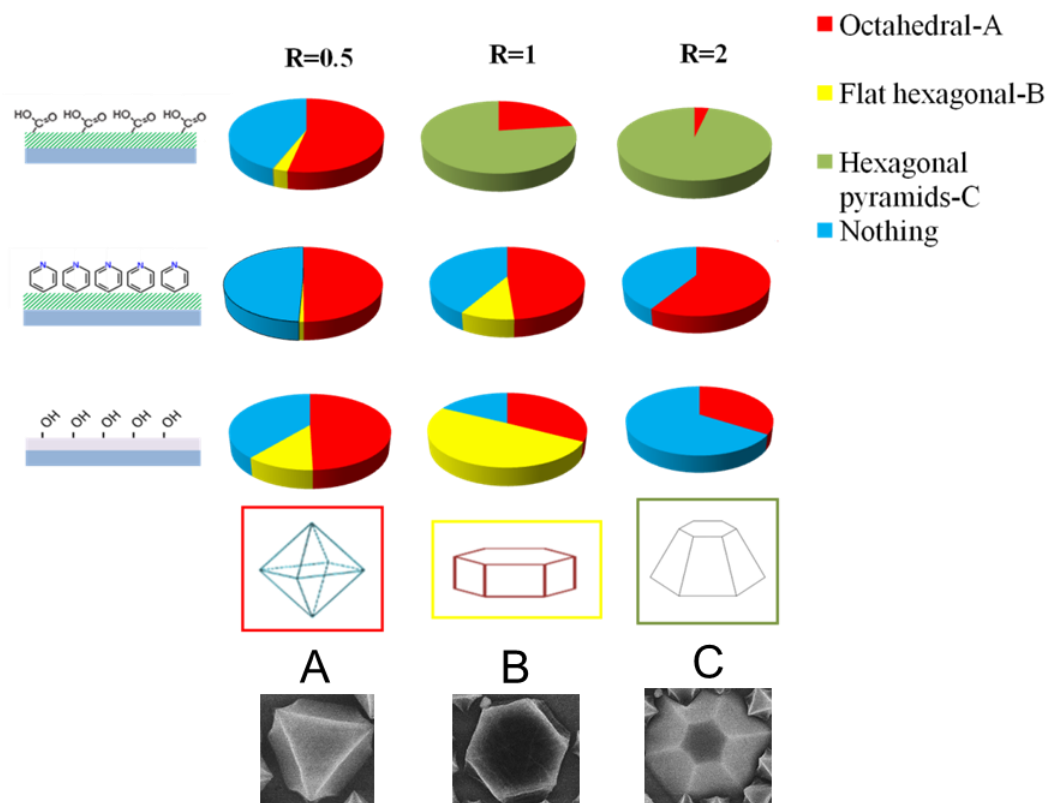 R=0.5
R=1
R=2
Octahedral-A
Flat hexagonal-B
Hexagonal
pyramids-C
Nothing
HO HO HO HO
C O C O C O C O
N N N N N
OH OH OH OH OH
A
B
C